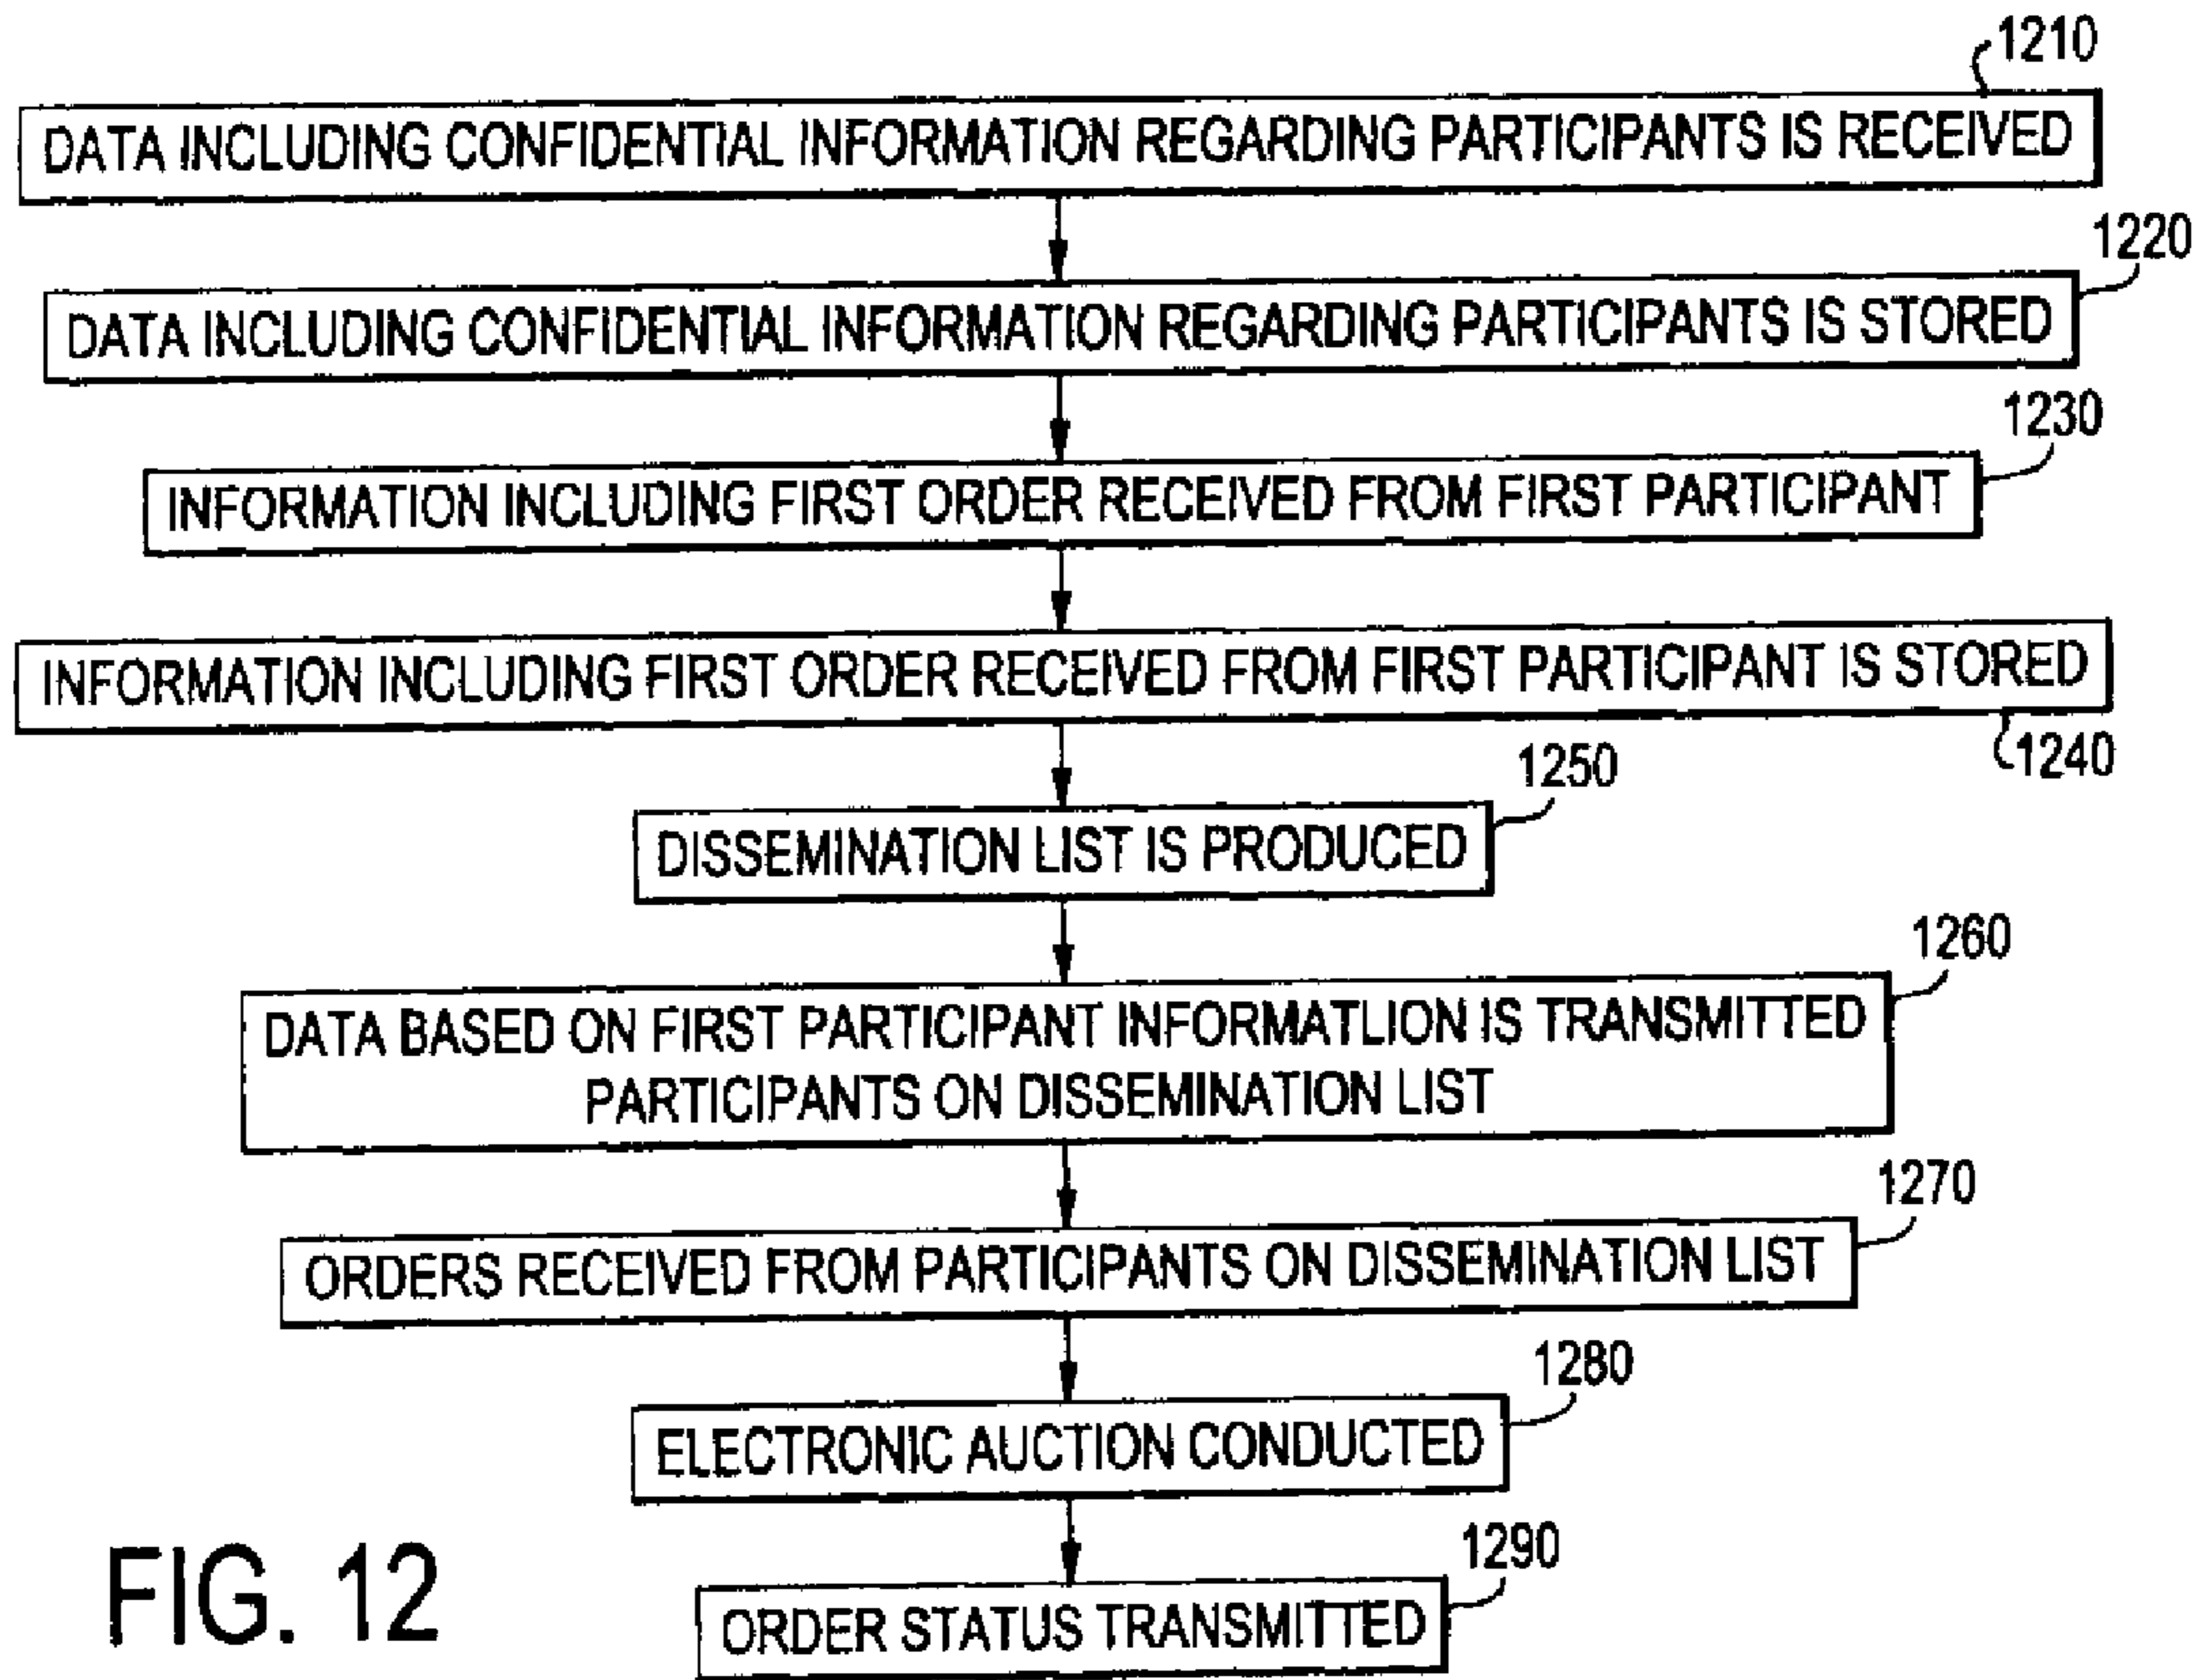 1210
DATA INCLUDING CONFIDENTIAL INFORMATION REGARDING PARTICIPANTS IS RECEIVED
1220
DATA INCLUDING CONFIDENTIAL INFORMATION REGARDING PARTICIPANTS IS STORED
1230
INFORMATION INCLUDING FIRST ORDER RECEIVED FROM FIRST PARTICIPANT
INFORMATION INCLUDING FIRST ORDER RECEIVED FROM FIRST PARTICIPANT IS STORED
1240
1250
DISSEMINATION LIST IS PRODUCED
1260
DATA BASED ON FIRST PARTICIPANT INFORMATLION IS TRANSMITTED
PARTICIPANTS ON DISSEMINATION LIST
1270
ORDERS RECEIVED FROM PARTICIPANTS ON DISSEMINATION LIST
1280
ELECTRONIC AUCTION CONDUCTED
1290
ORDER STATUS TRANSMITTED
FIG. 12